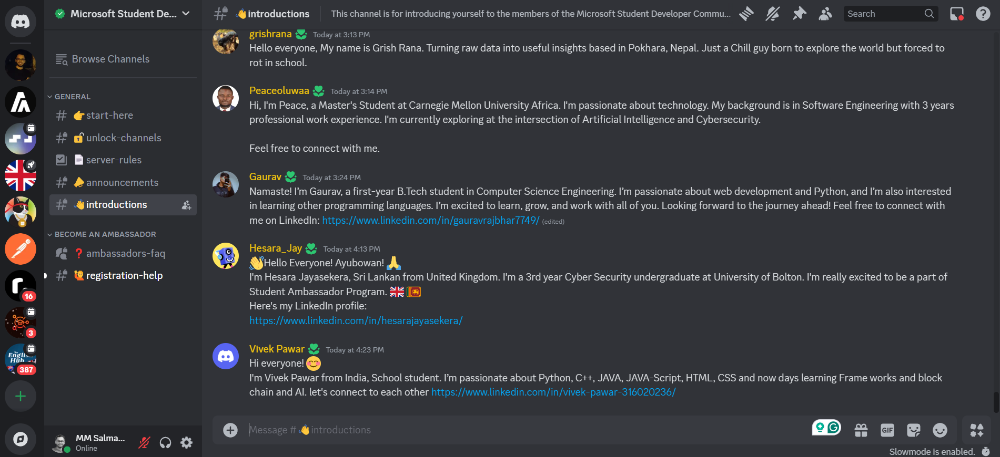 Microsoft Student De...
Browse Channels
GENERAL
👉start-here
🔓unlock-channels
📄server-rules
📣announcements
👋introductions
BECOME AN AMBASSADOR
❓ambassadors-faq
🙋registration-help
16
3
English
Hub
387
MM Salma...
Online
👋introductions
This channel is for introducing yourself to the members of the Microsoft Student Developer Commu...
Search
grishrana Today at 3:13 PM
Hello everyone, My name is Grish Rana. Turning raw data into useful insights based in Pokhara, Nepal. Just a Chill guy born to explore the world but forced to
rot in school.
Peaceoluwaa Today at 3:14 PM
Hi, I'm Peace, a Master's Student at Carnegie Mellon University Africa. I'm passionate about technology. My background is in Software Engineering with 3 years
professional work experience. I'm currently exploring at the intersection of Artificial Intelligence and Cybersecurity.
Feel free to connect with me.
Gaurav Today at 3:24 PM
Namaste! I’m Gaurav, a first-year B.Tech student in Computer Science Engineering. I’m passionate about web development and Python, and I’m also interested
in learning other programming languages. I’m excited to learn, grow, and work with all of you. Looking forward to the journey ahead! Feel free to connect with
me on LinkedIn: https://www.linkedin.com/in/gauravrajbhar7749/ (edited)
Hesara_Jay Today at 4:13 PM
👋Hello Everyone! Ayubowan! 🙏
I'm Hesara Jayasekera, Sri Lankan from United Kingdom. I'm a 3rd year Cyber Security undergraduate at University of Bolton. I'm really excited to be a part of
Student Ambassador Program. 🇬🇧 🇱🇰
Here's my LinkedIn profile:
https://www.linkedin.com/in/hesarajayasekera/
Vivek Pawar Today at 4:23 PM
Hi everyone! 😊
I'm Vivek Pawar from India, School student. I’m passionate about Python, C++, JAVA, JAVA-Script, HTML, CSS and now days learning Frame works and block
chain and AI. let's connect to each other https://www.linkedin.com/in/vivek-pawar-316020236/
Message #👋introductions
GIF
Slowmode is enabled.